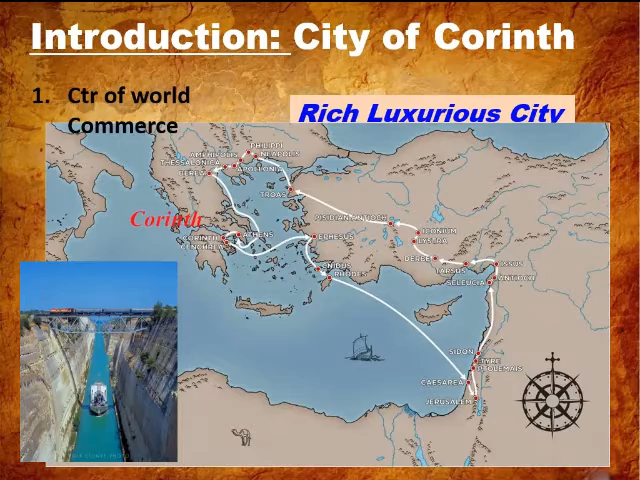 Introduction: City of Corinth
1. Ctr of world
Commerce
Rich Luxurious City
PHILIPPI
AMPHIPOLIS
NEAPOLIS
THESSALONICA
APOLLONIA
BEREA
TROAS
Corinth
PISIDIAN ANTIOCH
ICONIUM
CORINTH
ATHENS
EPHESUS
LYSTRA
CENCHREA
DERBE
ISSUS
CNIDUS
TARSUS
RHODES
ANTIOCH
SELEUCIA
SIDON
TYRE
PTOLEMAIS
CAESAREA
JERUSALEM